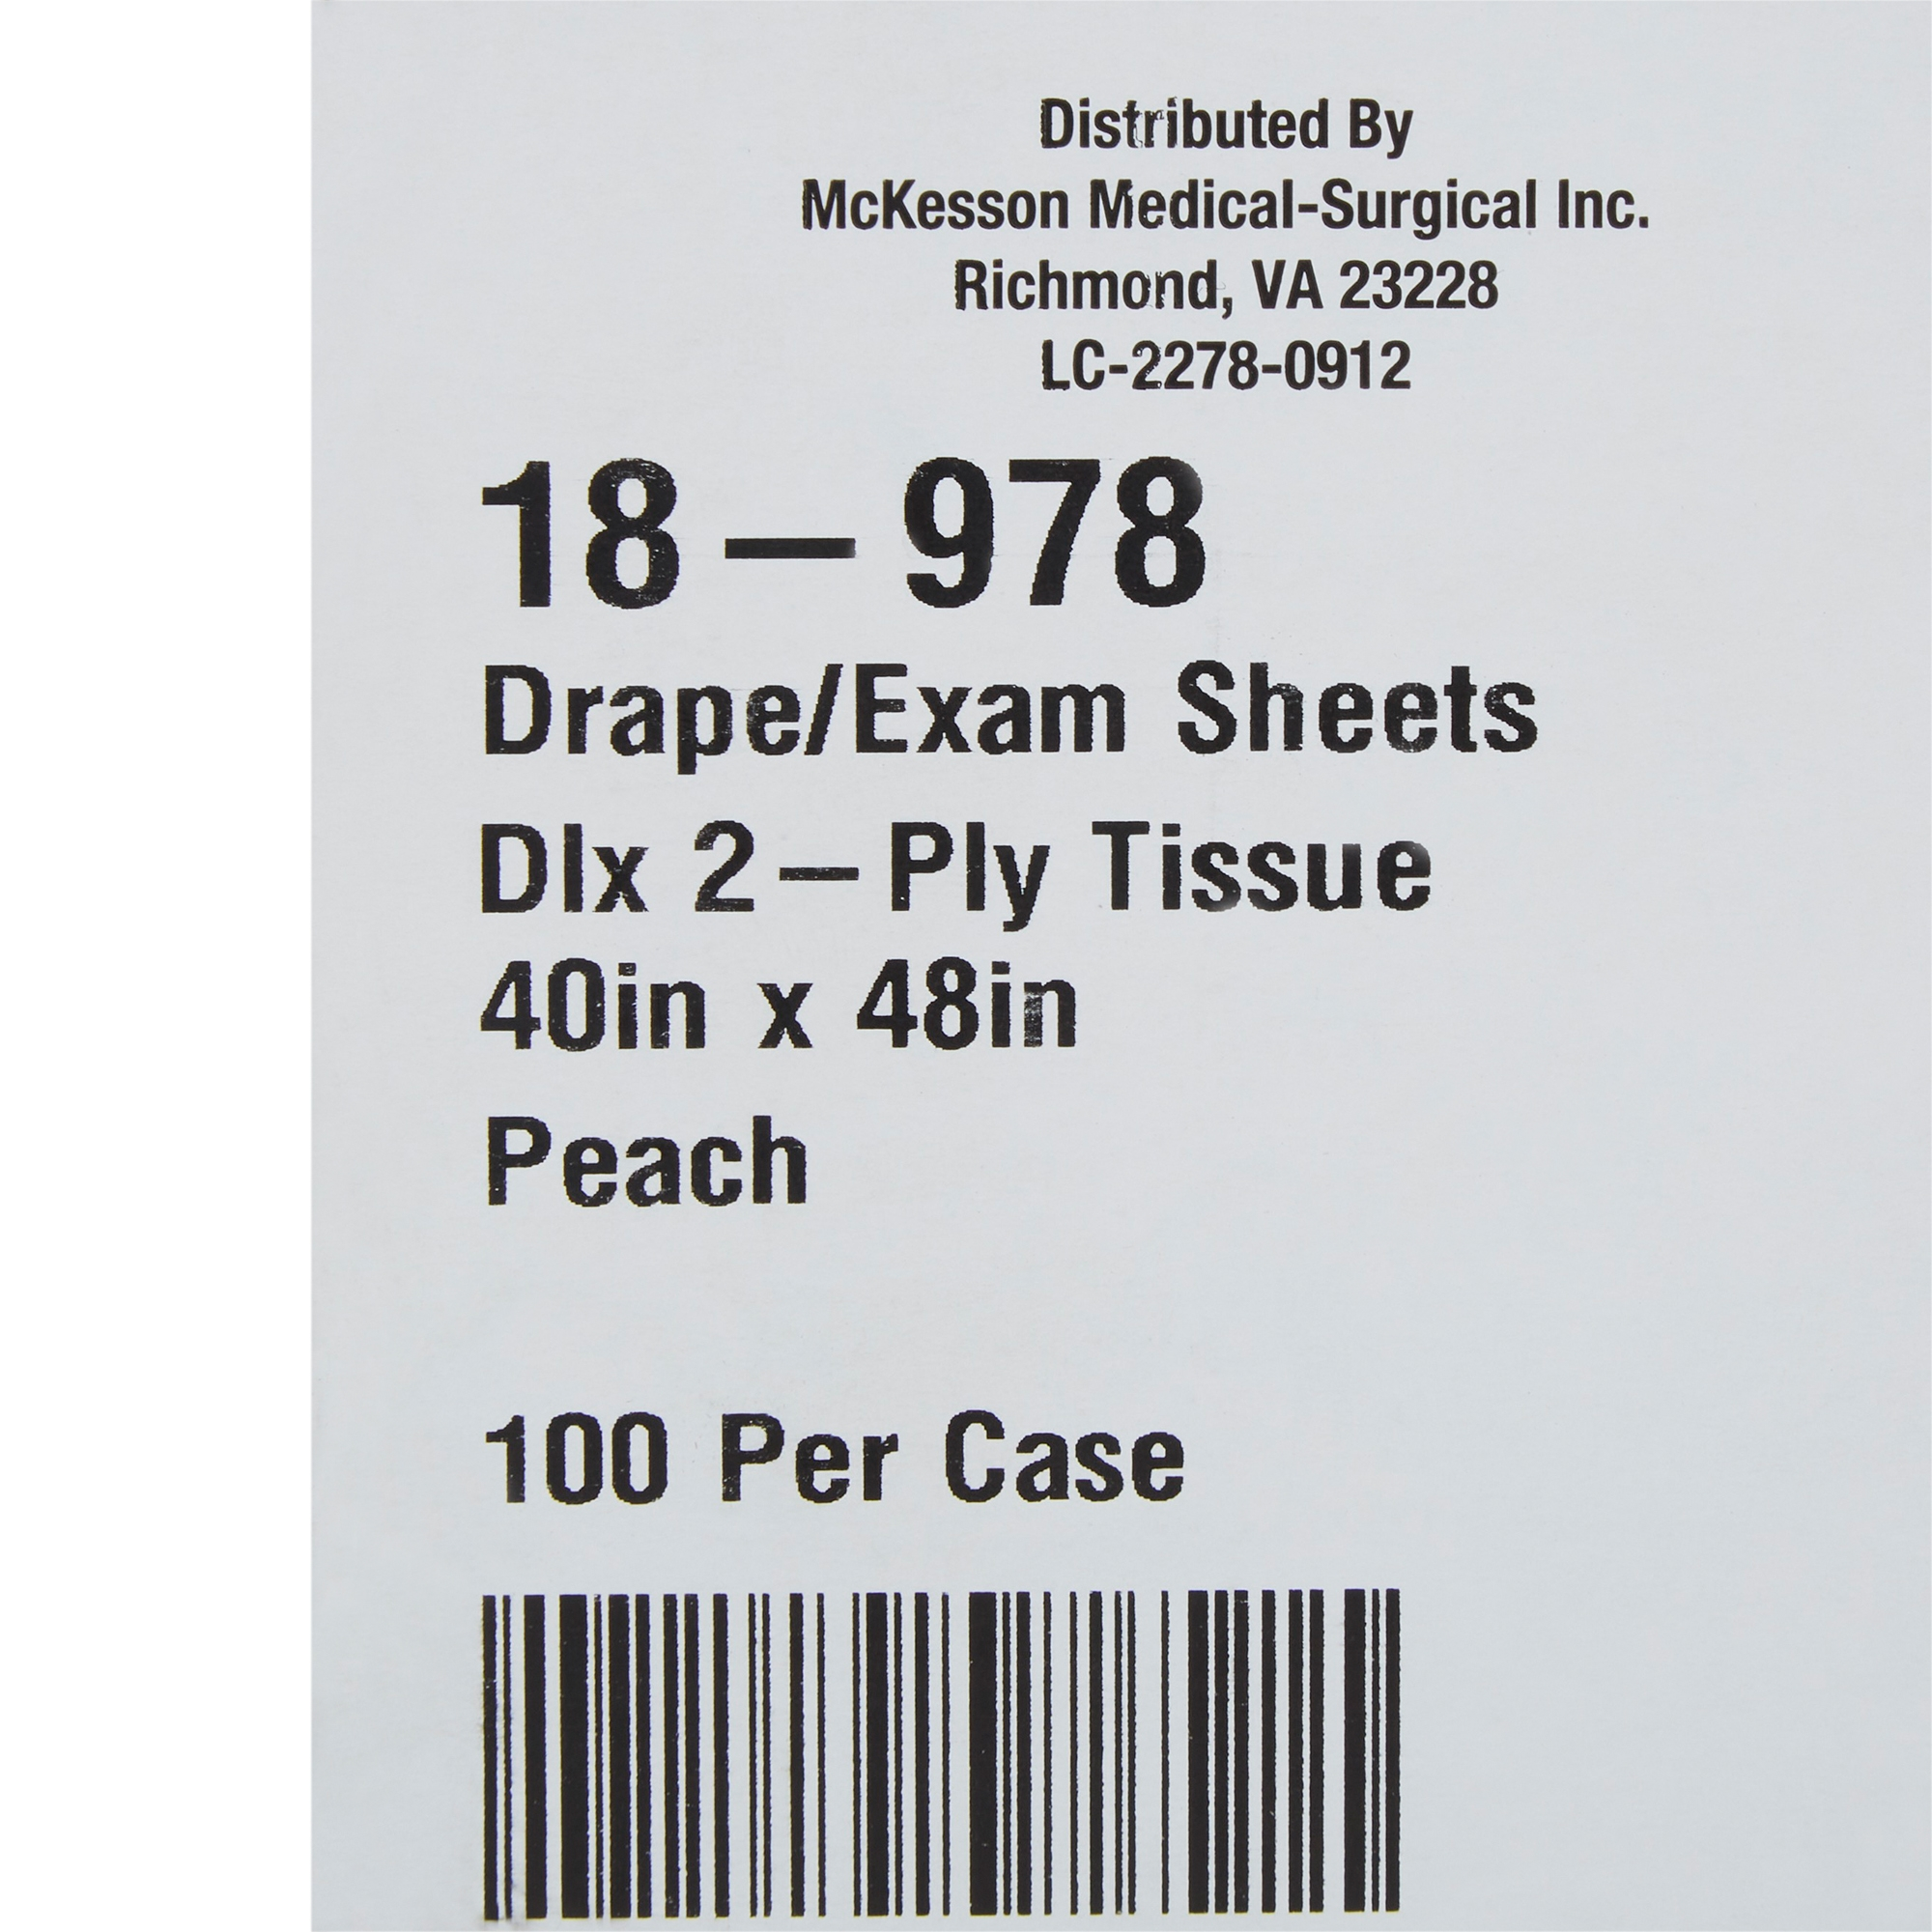 Distributed By
McKesson Medical-Surgical Inc.
Richmond, VA 23228
LC-2278-0912
18-978
Drape/Exam Sheets
Dlx 2-Ply Tissue
40in x 48in
Peach
100 Per Case